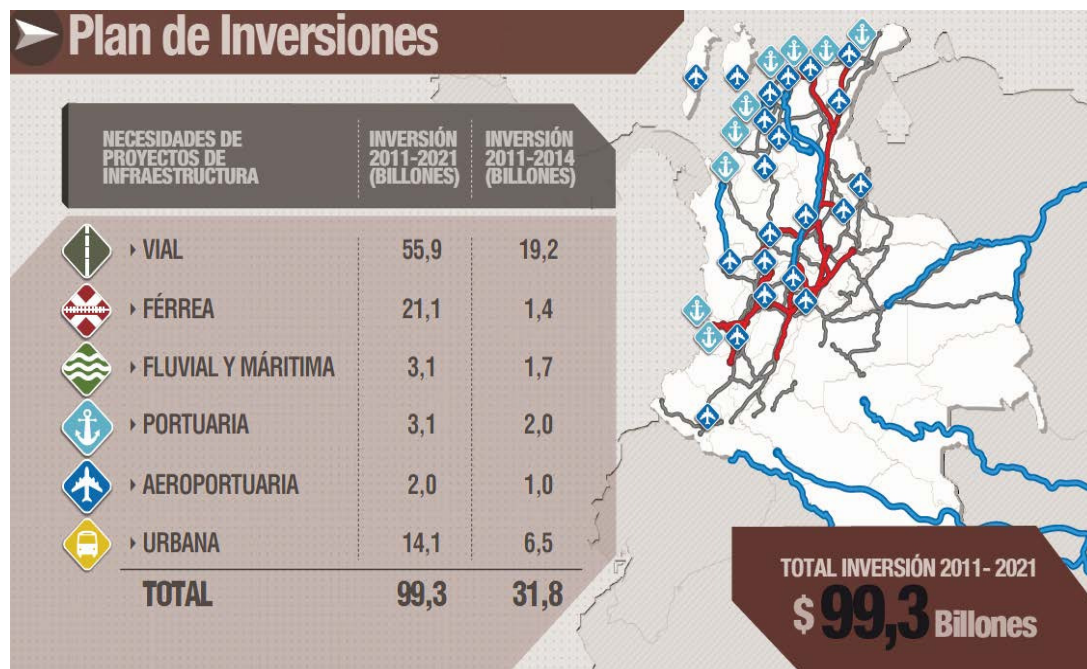 Plan de Inversiones
NECESIDADES DE
PROYECTOS DE
INFRAESTRUCTURA
INVERSIÓN
2011-2021
(BILLONES)
INVERSIÓN
2011-2014
(BILLONES)
VIAL 55,9 19,2
FÉRREA 21,1 1,4
FLUVIAL Y MÁRITIMA 3,1 1,7
PORTUARIA 3,1 2,0
AEROPORTUARIA 2,0 1,0
URBANA 14,1 6,5
TOTAL 99,3 31,8
TOTAL INVERSIÓN 2011- 2021
$ 99,3 Billones